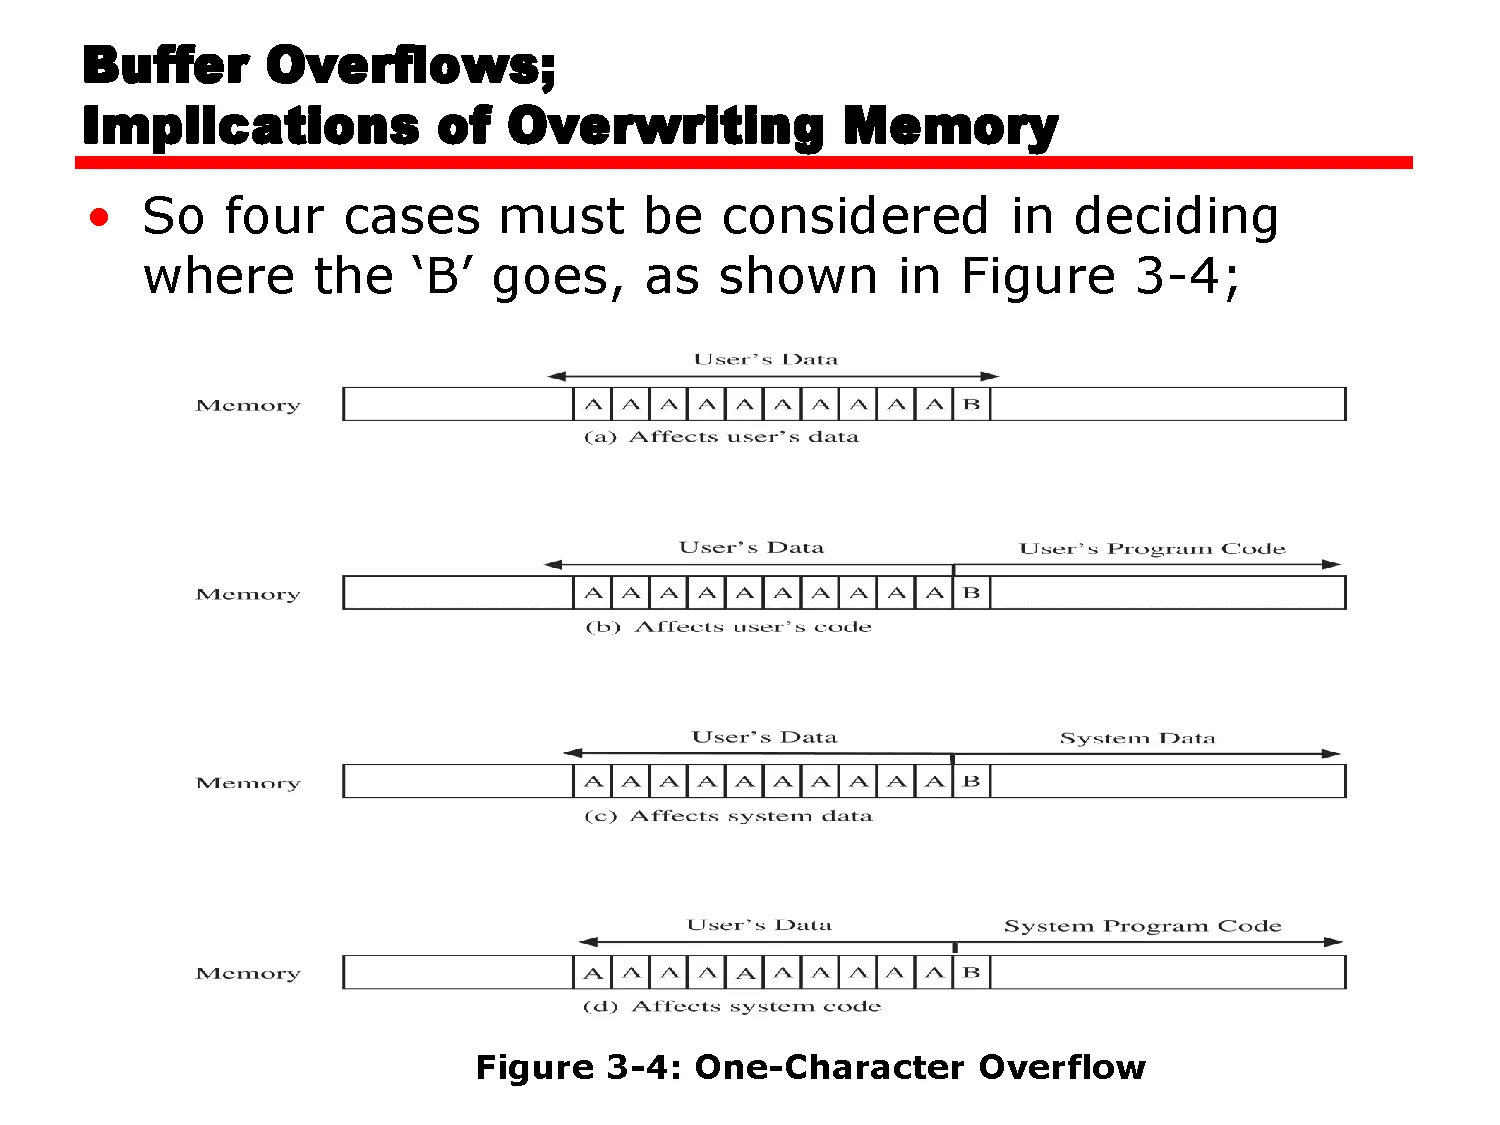 Buffer Overflows;
Implications of Overwriting Memory
• So four cases must be considered in deciding
where the ‘B’ goes, as shown in Figure 3-4;
User’s Data
Memory A A A A A A A A A A B
(a) Affects user’s data
User’s Data User’s Program Code
Memory A A A A A A A A A A B
(b) Affects user’s code
User’s Data System Data
Memory A A A A A A A A A A B
(c) Affects system data
User’s Data System Program Code
Memory A A A A A A A A A A B
(d) Affects system code
Figure 3-4: One-Character Overflow